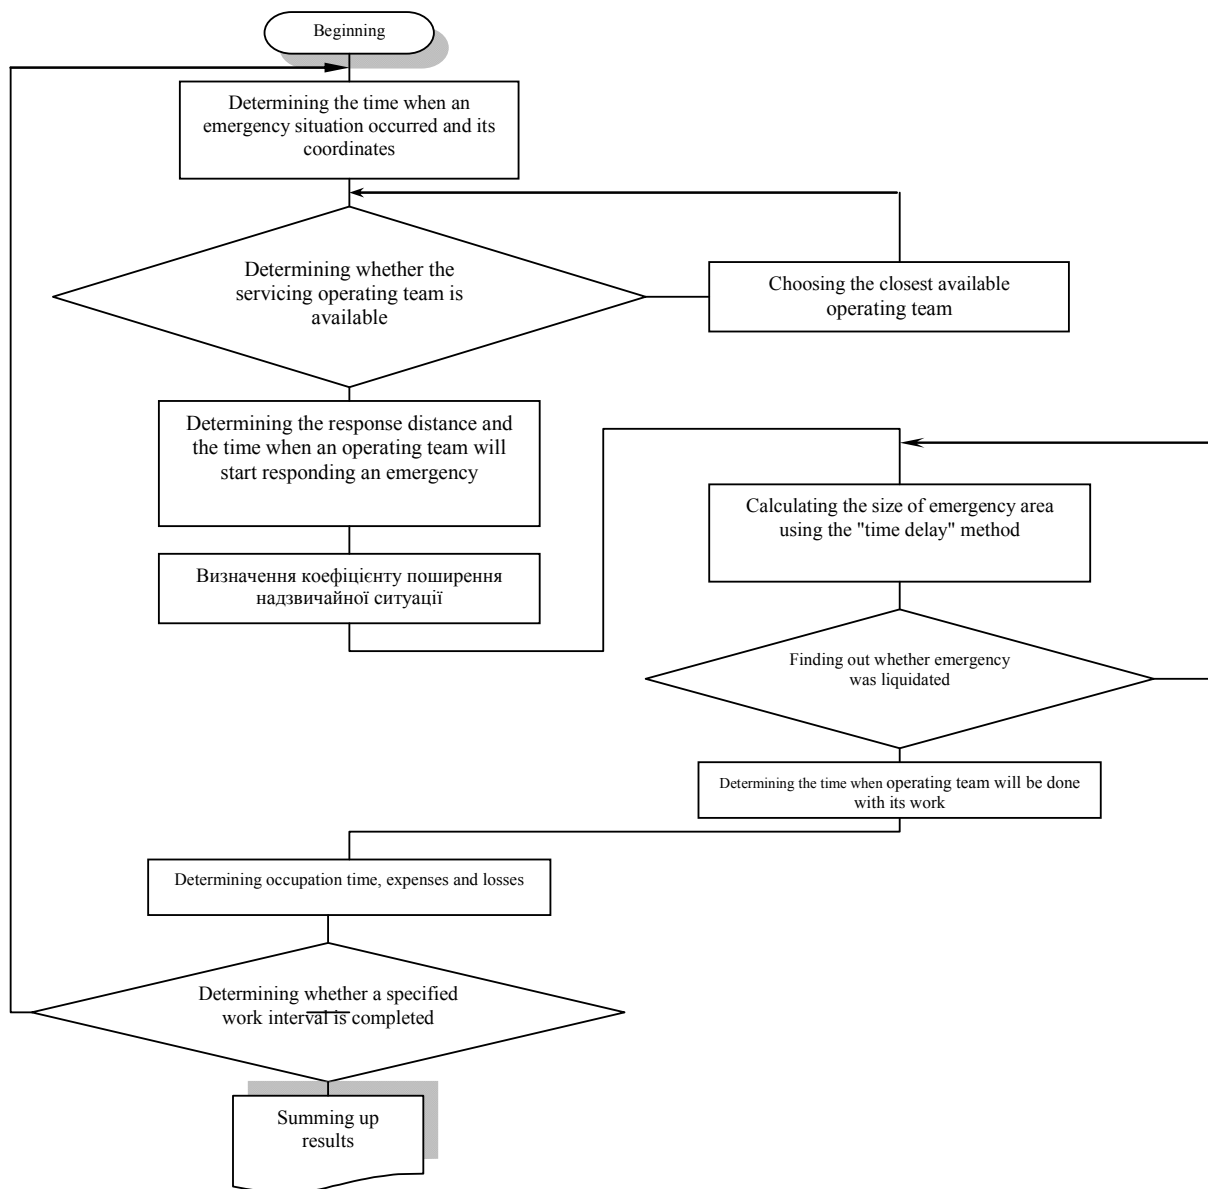 Beginning
Determining the time when an
emergency situation occurred and its
coordinates
Determining whether the
servicing operating team is
available
Choosing the closest available
operating team
Determining the response distance and
the time when an operating team will
start responding an emergency
Визначення коефіцієнту поширення
надзвичайної ситуації
Calculating the size of emergency area
using the "time delay" method
Finding out whether emergency
was liquidated
Determining the time when operating team will be done
with its work
Determining occupation time, expenses and losses
Determining whether a specified
work interval is completed
Summing up
results